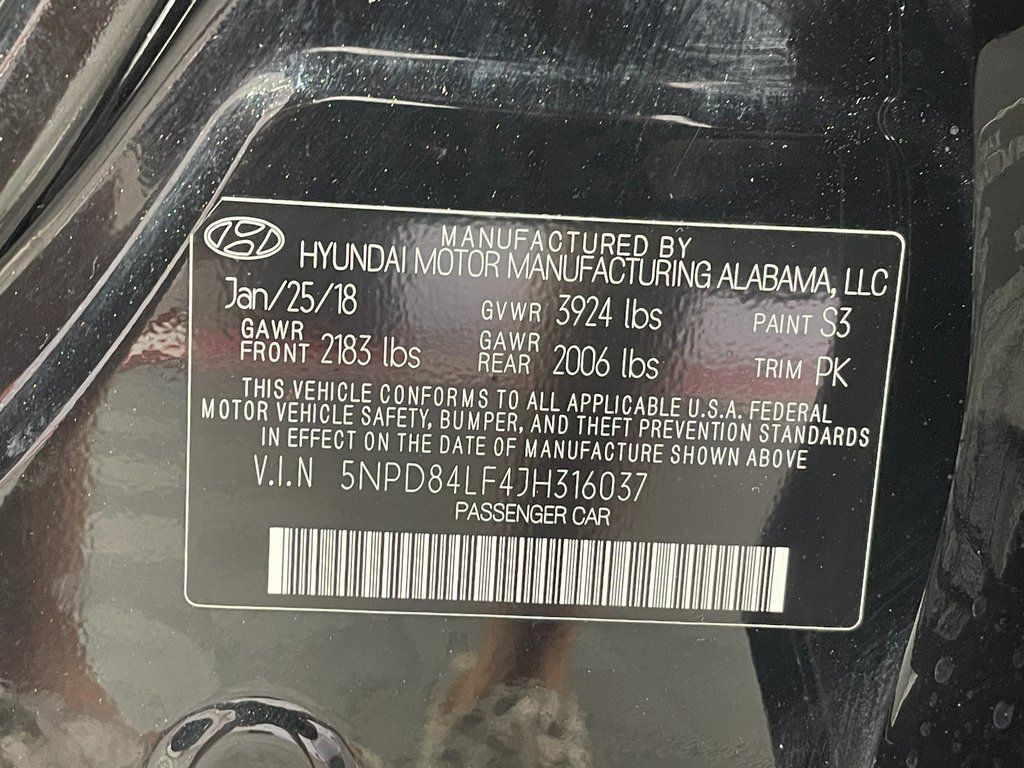 MANUFACTURED BY
HYUNDAI MOTOR MANUFACTURING ALABAMA, LLC
Jan/25/18 GVWR 3924 lbs PAINT S3
GAWR FRONT 2183 lbs GAWR REAR 2006 lbs TRIM PK
THIS VEHICLE CONFORMS TO ALL APPLICABLE U.S.A. FEDERAL
MOTOR VEHICLE SAFETY, BUMPER, AND THEFT PREVENTION STANDARDS
IN EFFECT ON THE DATE OF MANUFACTURE SHOWN ABOVE
V.I.N 5NPD84LF4JH316037
PASSENGER CAR